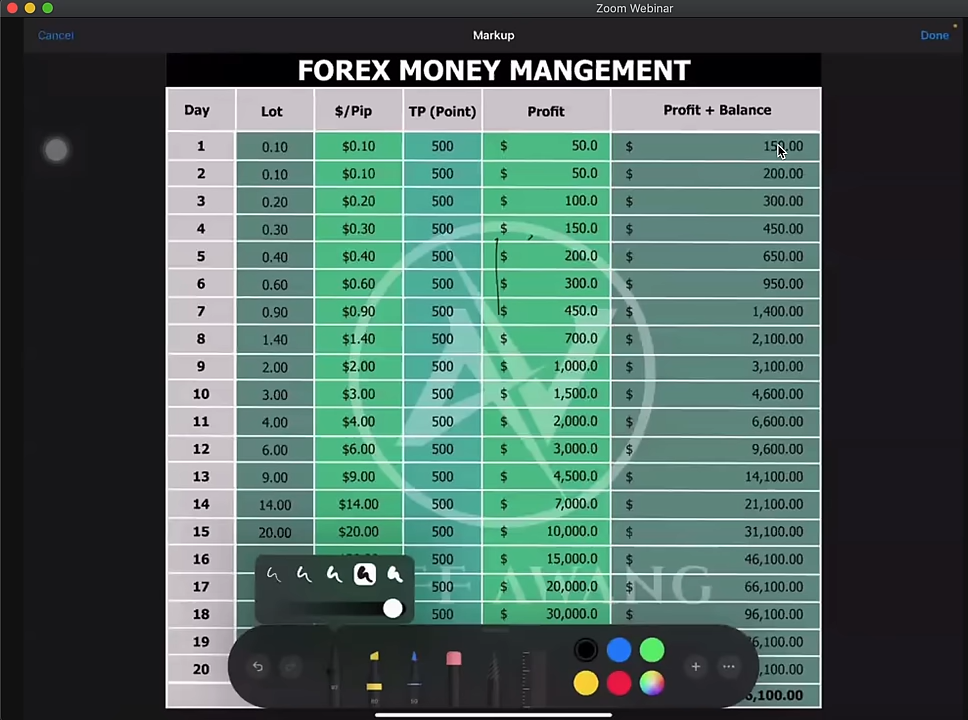 Zoom Webinar
Cancel Markup Done
FOREX MONEY MANGEMENT
Day Lot $/Pip TP (Point) Profit Profit + Balance
1 0.10 $0.10 500 $ 50.0 $ 150.00
2 0.10 $0.10 500 $ 50.0 $ 200.00
3 0.20 $0.20 500 $ 100.0 $ 300.00
4 0.30 $0.30 500 $ 150.0 $ 450.00
5 0.40 $0.40 500 $ 200.0 $ 650.00
6 0.60 $0.60 500 $ 300.0 $ 950.00
7 0.90 $0.90 500 $ 450.0 $ 1,400.00
8 1.40 $1.40 500 $ 700.0 $ 2,100.00
9 2.00 $2.00 500 $ 1,000.0 $ 3,100.00
10 3.00 $3.00 500 $ 1,500.0 $ 4,600.00
11 4.00 $4.00 500 $ 2,000.0 $ 6,600.00
12 6.00 $6.00 500 $ 3,000.0 $ 9,600.00
13 9.00 $9.00 500 $ 4,500.0 $ 14,100.00
14 14.00 $14.00 500 $ 7,000.0 $ 21,100.00
15 20.00 $20.00 500 $ 10,000.0 $ 31,100.00
16 500 $ 15,000.0 $ 46,100.00
17 500 $ 20,000.0 $ 66,100.00
AWANG
18 500 $ 30,000.0 $ 96,100.00
19
20